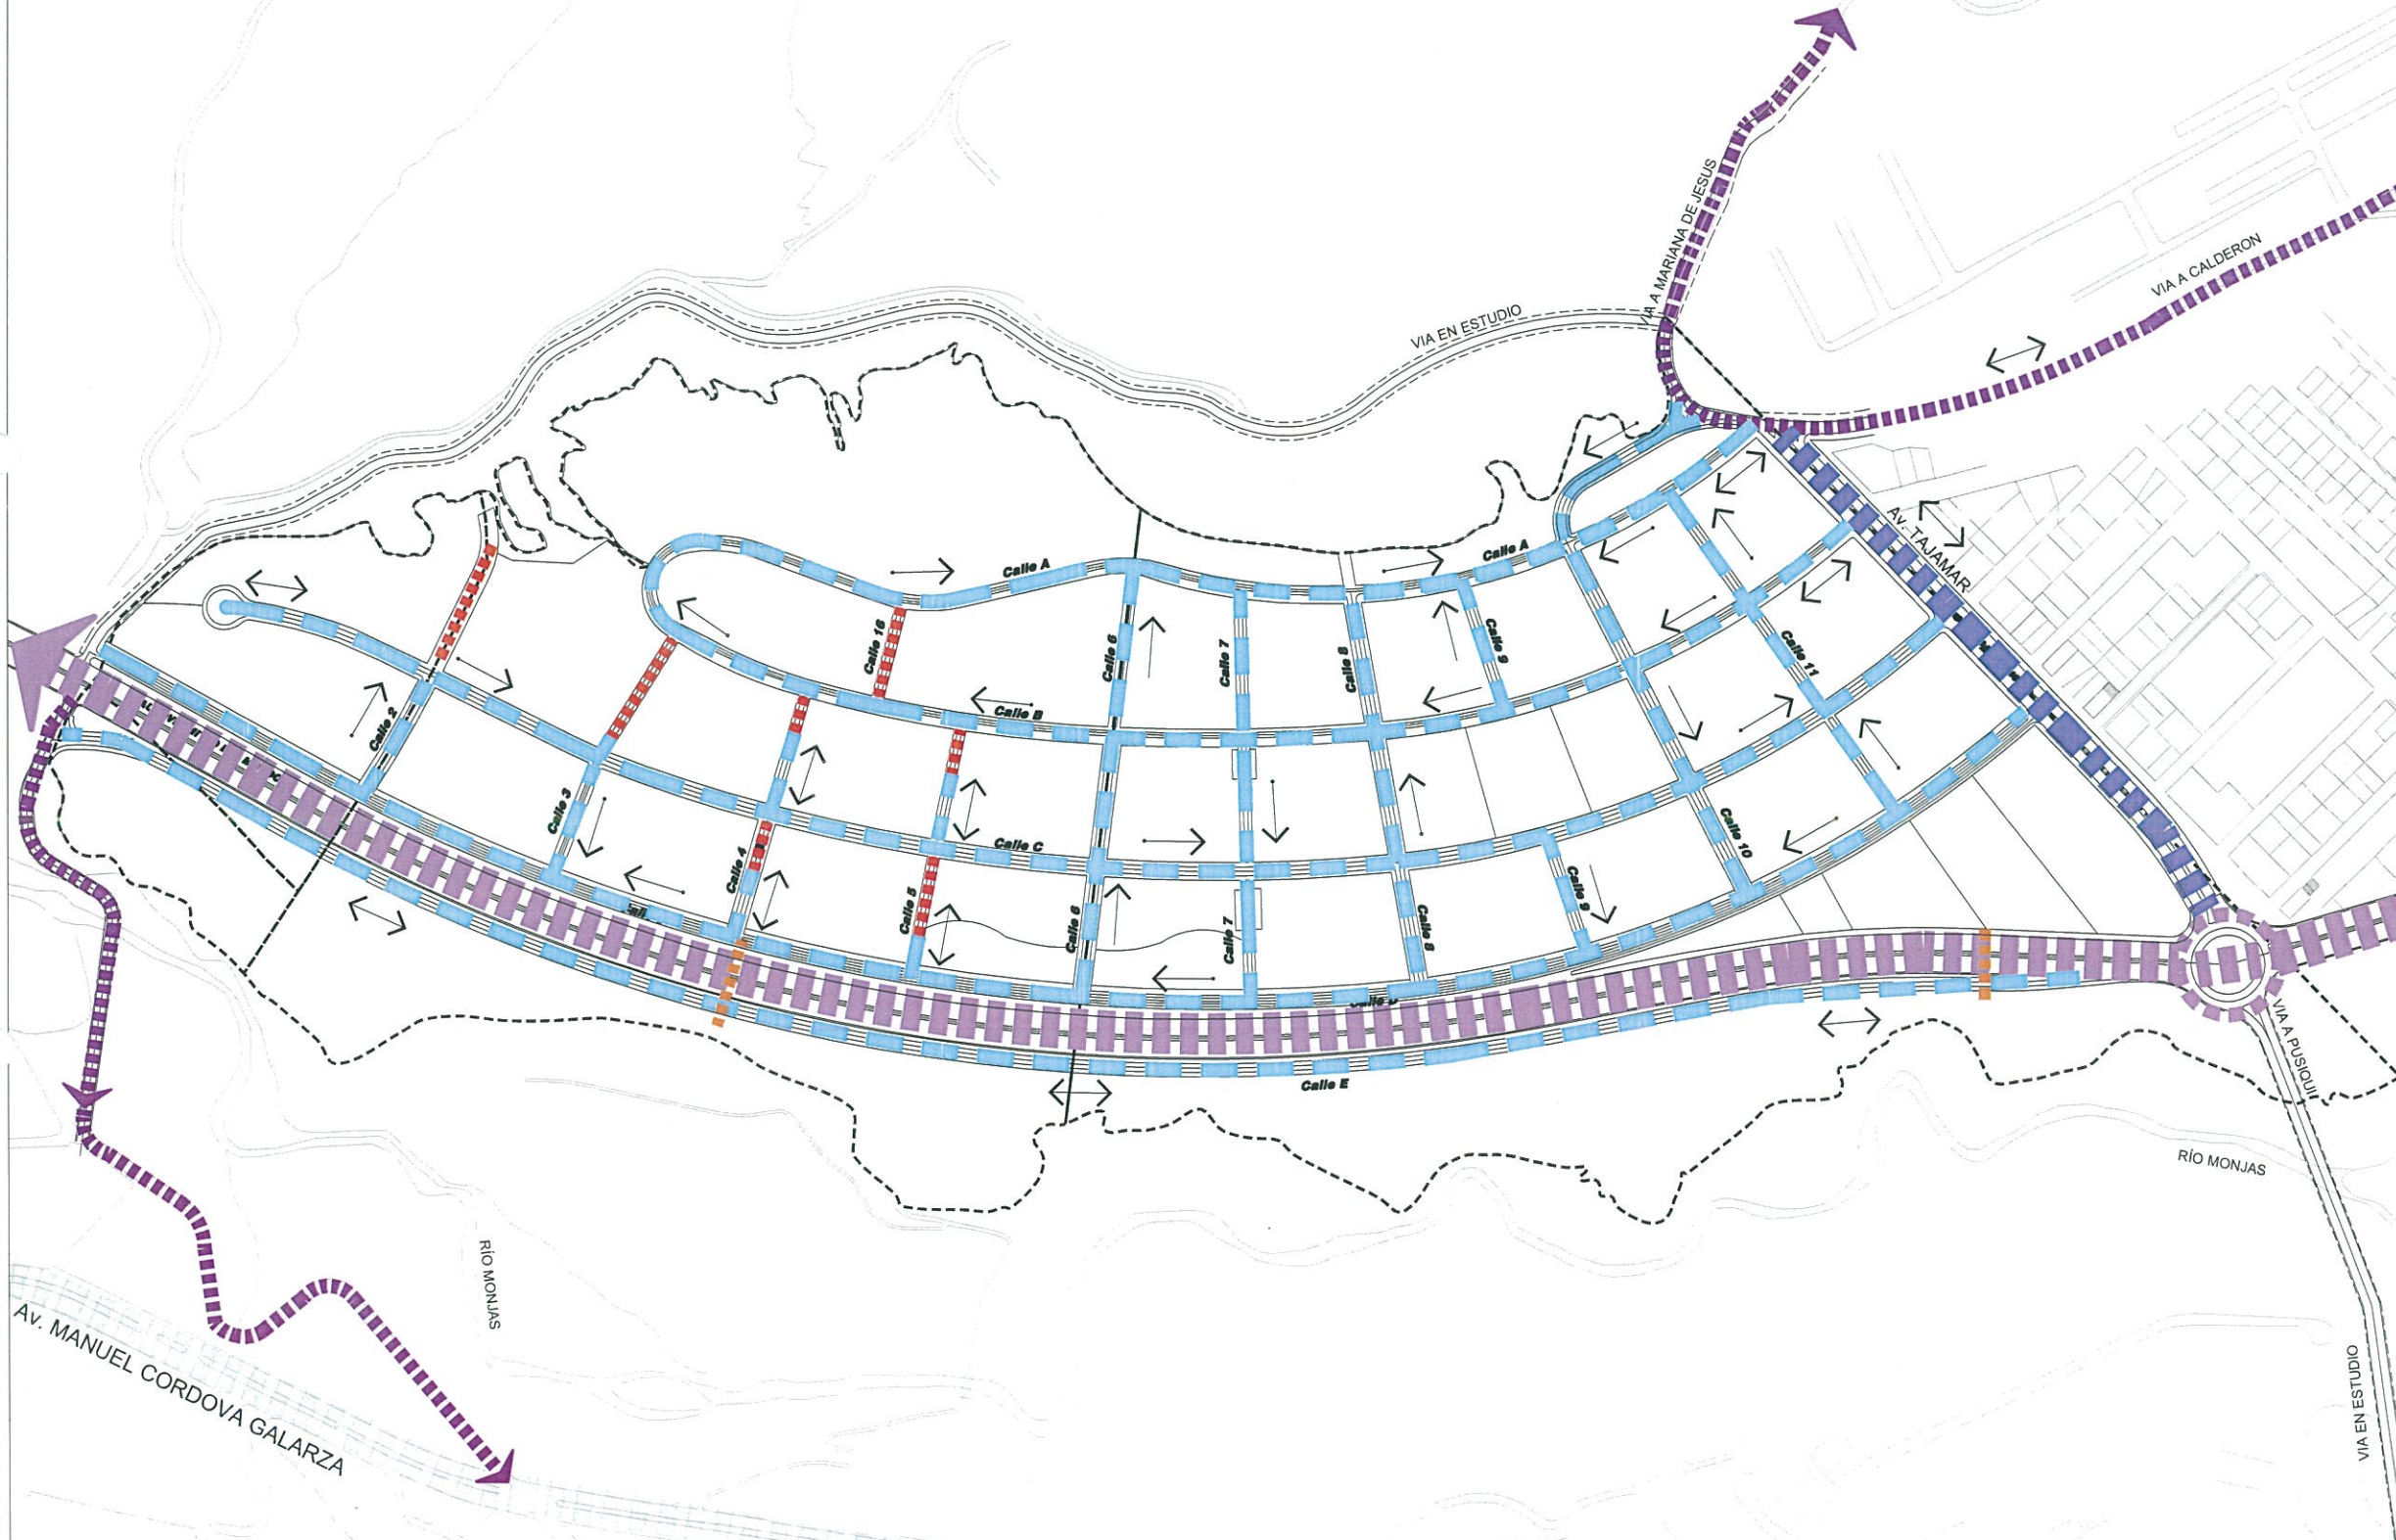 VIA A MARIANA DE JESUS
VIA A CALDERON
VIA EN ESTUDIO
Av. TAJAMAR
Calle A
Calle A
Calle 16
Calle 6
Calle 7
Calle 8
Calle 9
Calle 11
Calle 2
Calle B
Calle 3
Calle C
Calle 4
Calle 10
Calle 5
Calle 6
Calle 7
Calle 8
Calle 9
Calle E
VIA A PUSIQUI
RÍO MONJAS
RÍO MONJAS
Av. MANUEL CORDOVA GALARZA
VIA EN ESTUDIO